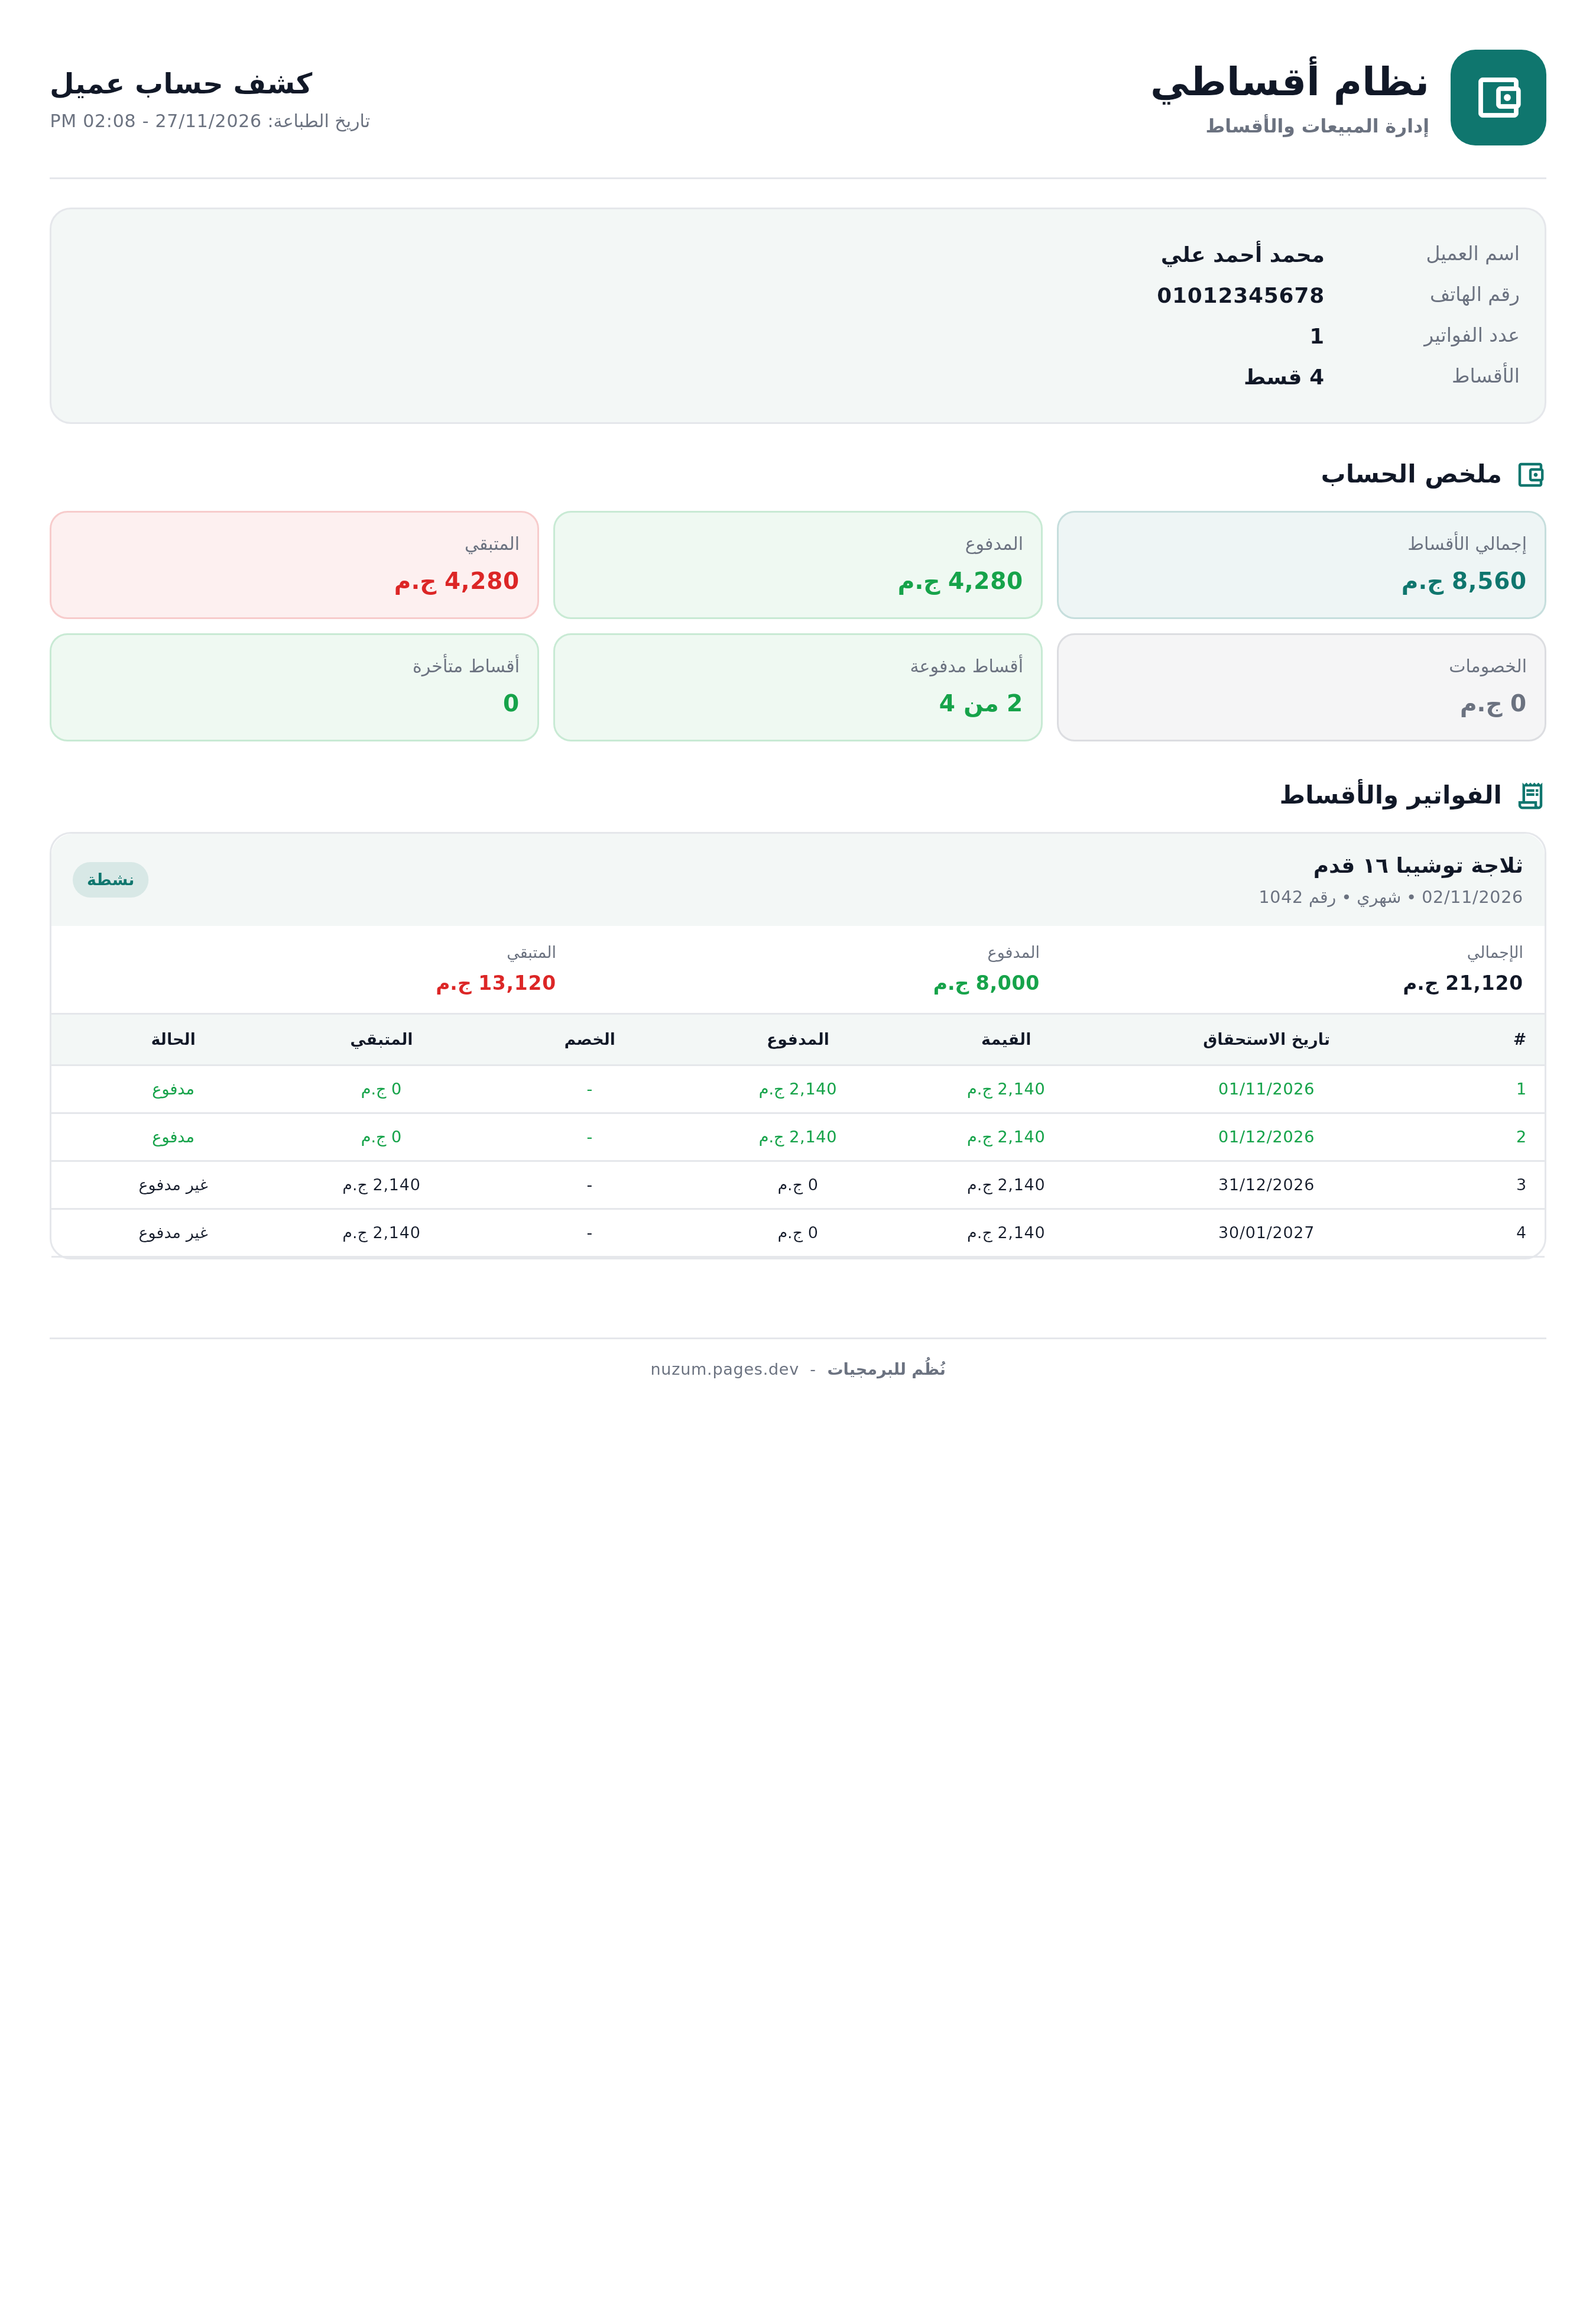 نظام أقساطي
إدارة المبيعات والأقساط
كشف حساب عميل
تاريخ الطباعة: 27/11/2026 - 02:08 PM
اسم العميل محمد أحمد علي
رقم الهاتف 01012345678
عدد الفواتير 1
الأقساط 4 قسط
ملخص الحساب
إجمالي الأقساط المدفوع المتبقي
8,560 ج.م 4,280 ج.م 4,280 ج.م
الخصومات أقساط مدفوعة أقساط متأخرة
0 ج.م 2 من 4 0
الفواتير والأقساط
ثلاجة توشيبا ١٦ قدم
نشطة
02/11/2026 • شهري • رقم 1042
الإجمالي المدفوع المتبقي
21,120 ج.م 8,000 ج.م 13,120 ج.م
# تاريخ الاستحقاق القيمة المدفوع الخصم المتبقي الحالة
1 01/11/2026 2,140 ج.م 2,140 ج.م - 0 ج.م مدفوع
2 01/12/2026 2,140 ج.م 2,140 ج.م - 0 ج.م مدفوع
3 31/12/2026 2,140 ج.م 0 ج.م - 2,140 ج.م غير مدفوع
4 30/01/2027 2,140 ج.م 0 ج.م - 2,140 ج.م غير مدفوع
نُظُم للبرمجيات - nuzum.pages.dev